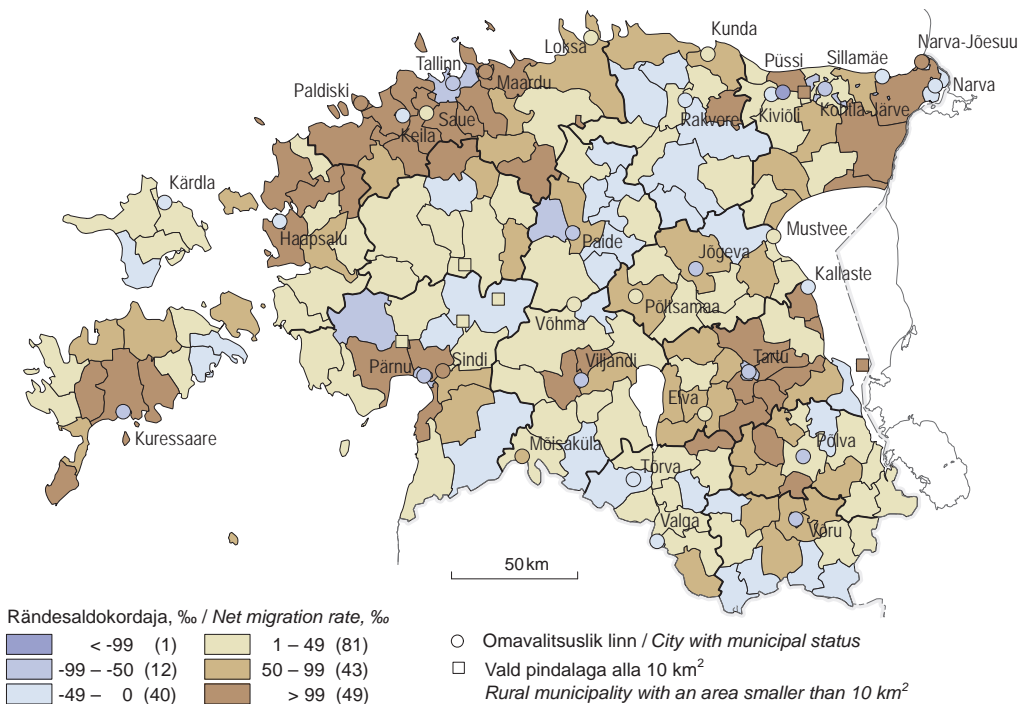 Kunda
Loksa
Narva-Jõesuu
Tallinn
Püssi
Sillamäe
Maardu
Paldiski
Narva
Saue
Rakvere
Kiviõli
Kohtla-Järve
Keila
Kärdla
Haapsalu
Paide
Mustvee
Jõgeva
Kallaste
Võhma
Põltsamaa
Pärnu
Sindi
Viljandi
Tartu
Elva
Kuressaare
Mõisaküla
Põlva
Tõrva
Valga
Võru
50 km
Rändesaldokordaja, ‰ / Net migration rate, ‰
< -99 (1)
-99 – -50 (12)
-49 – 0 (40)
1 – 49 (81)
50 – 99 (43)
> 99 (49)
Omavalitsuslik linn / City with municipal status
Vald pindalaga alla 10 km²
Rural municipality with an area smaller than 10 km²